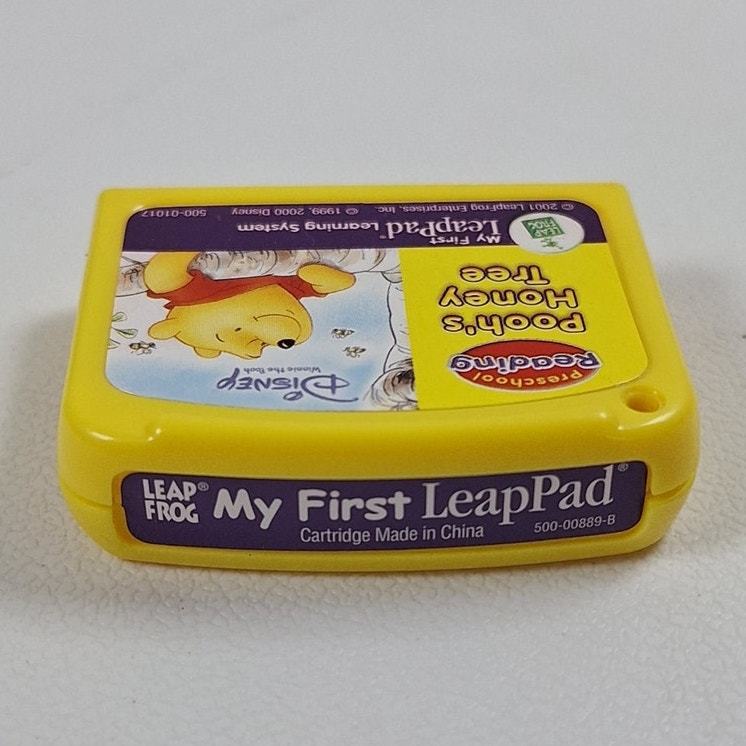 Preschool
Reading
Pooh's
Honey
Tree
DISNEY
Winnie the Pooh
LEAP
FROG
My First
LeapPad® Learning System
© 2001 LeapFrog Enterprises, Inc. © 1999, 2000 Disney 500-01017
LEAP®
FROG
My First LeapPad®
Cartridge Made in China
500-00889-B